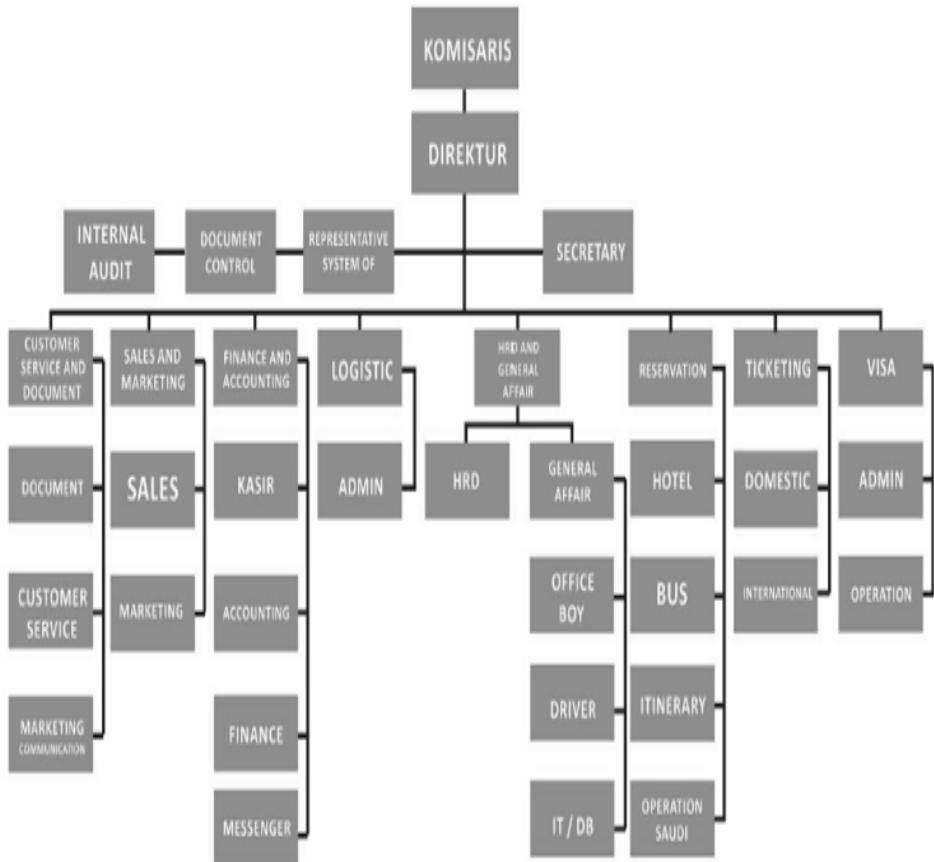 KOMISARIS
DIREKTUR
INTERNAL
AUDIT
DOCUMENT
CONTROL
REPRESENTATIVE
SYSTEM OF
SECRETARY
CUSTOMER
SERVICE AND
DOCUMENT
SALES AND
MARKETING
FINANCE AND
ACCOUNTING
LOGISTIC
HRD AND
GENERAL
AFFAIR
RESERVATION
TICKETING
VISA
DOCUMENT
SALES
KASIR
ADMIN
HRD
GENERAL
AFFAIR
HOTEL
DOMESTIC
ADMIN
CUSTOMER
SERVICE
MARKETING
ACCOUNTING
OFFICE
BOY
BUS
INTERNATIONAL
OPERATION
MARKETING
COMMUNICATION
FINANCE
DRIVER
ITINERARY
MESSENGER
IT / DB
OPERATION
SAUDI